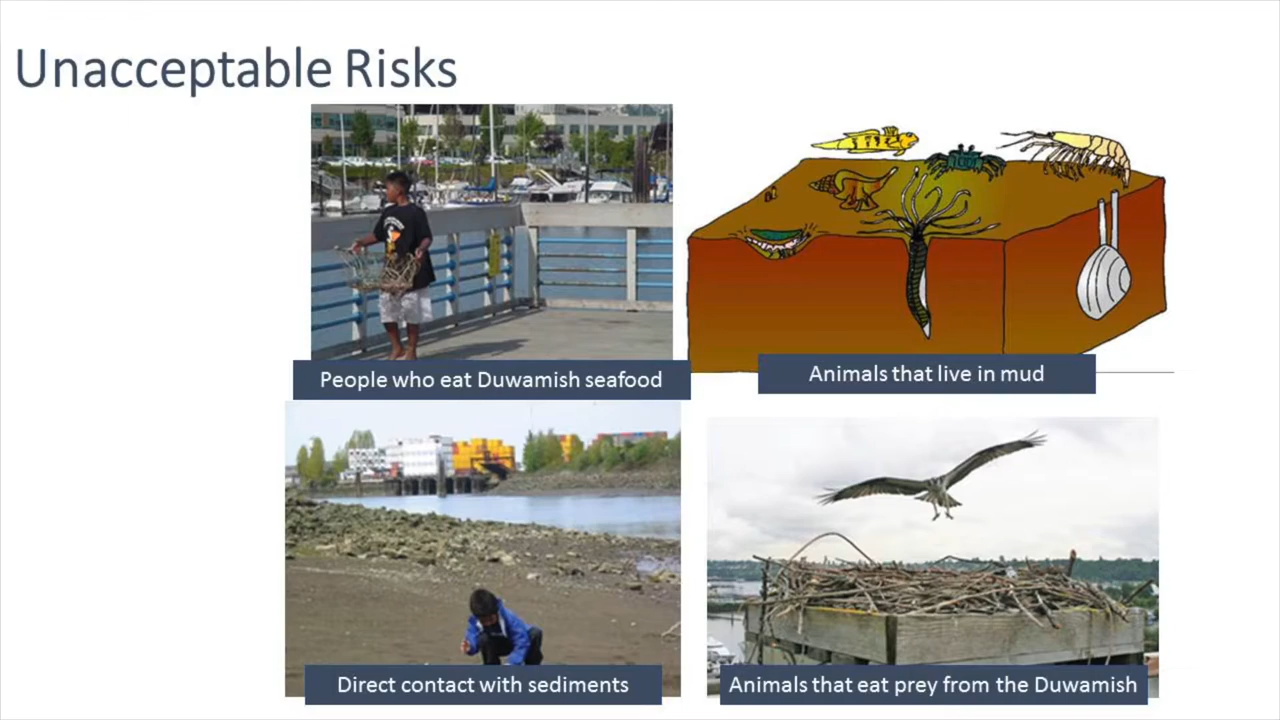 Unacceptable Risks
People who eat Duwamish seafood
Animals that live in mud
Direct contact with sediments
Animals that eat prey from the Duwamish